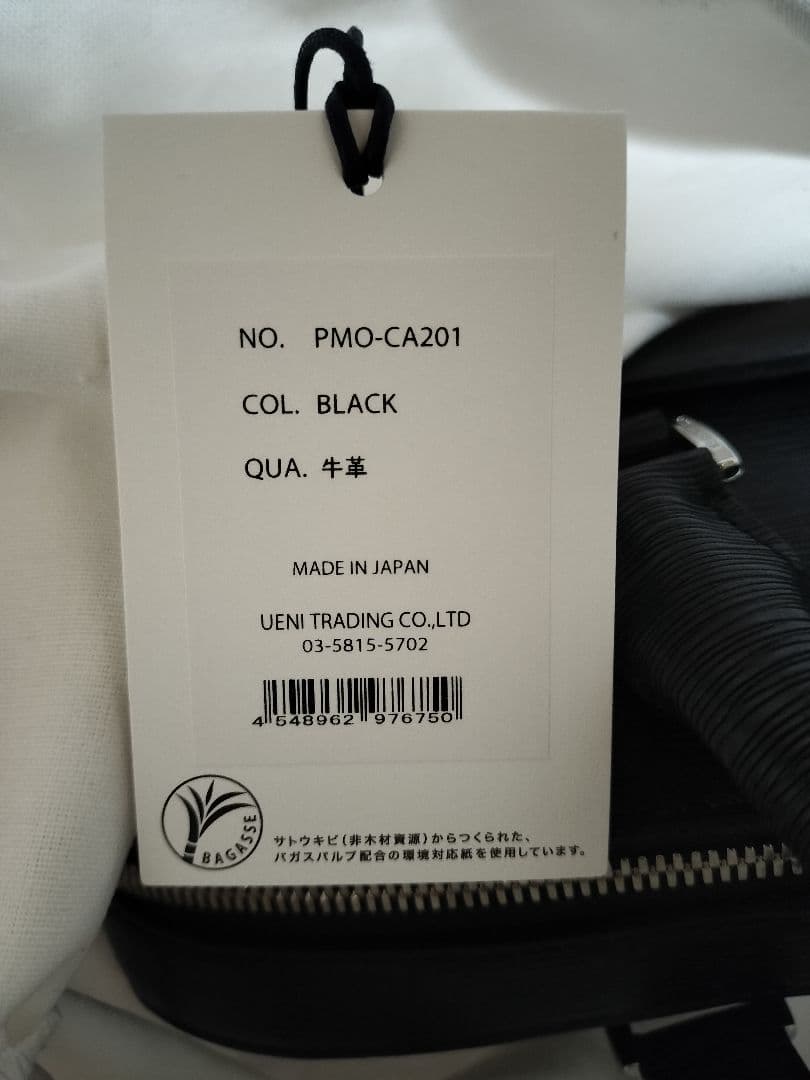 NO. PMO-CA201
COL. BLACK
QUA. 牛革
MADE IN JAPAN
UENI TRADING CO.,LTD
03-5815-5702
4 548962 976750
BAGASSE
サトウキビ(非木材資源)からつくられた、
バガスパルプ配合の環境対応紙を使用しています。